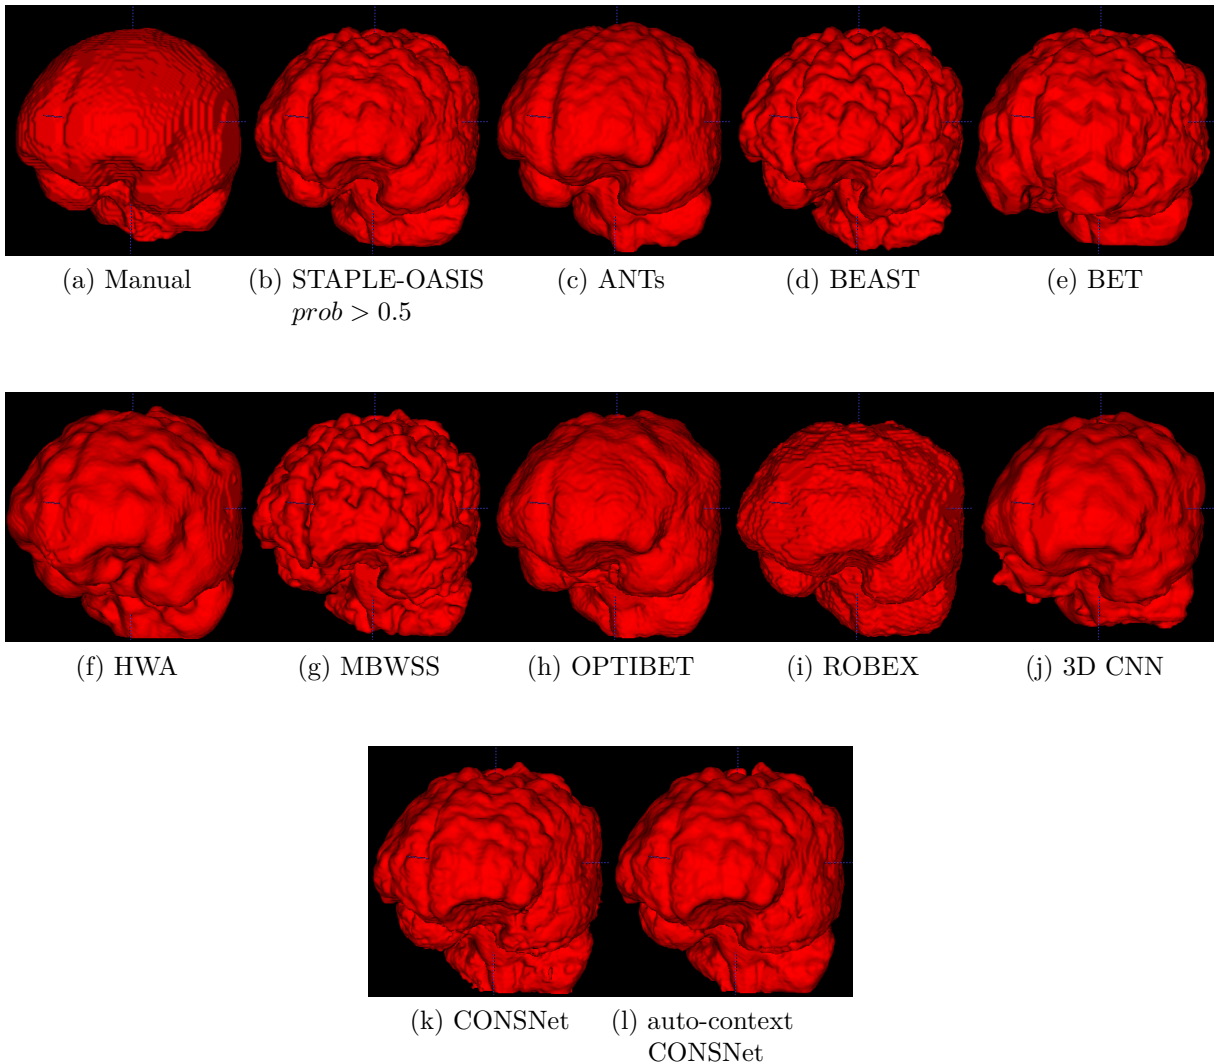 (a) Manual
(b) STAPLE-OASIS
prob > 0.5
(c) ANTs
(d) BEAST
(e) BET
(f) HWA
(g) MBWSS
(h) OPTIBET
(i) ROBEX
(j) 3D CNN
(k) CONSNet
(l) auto-context
CONSNet